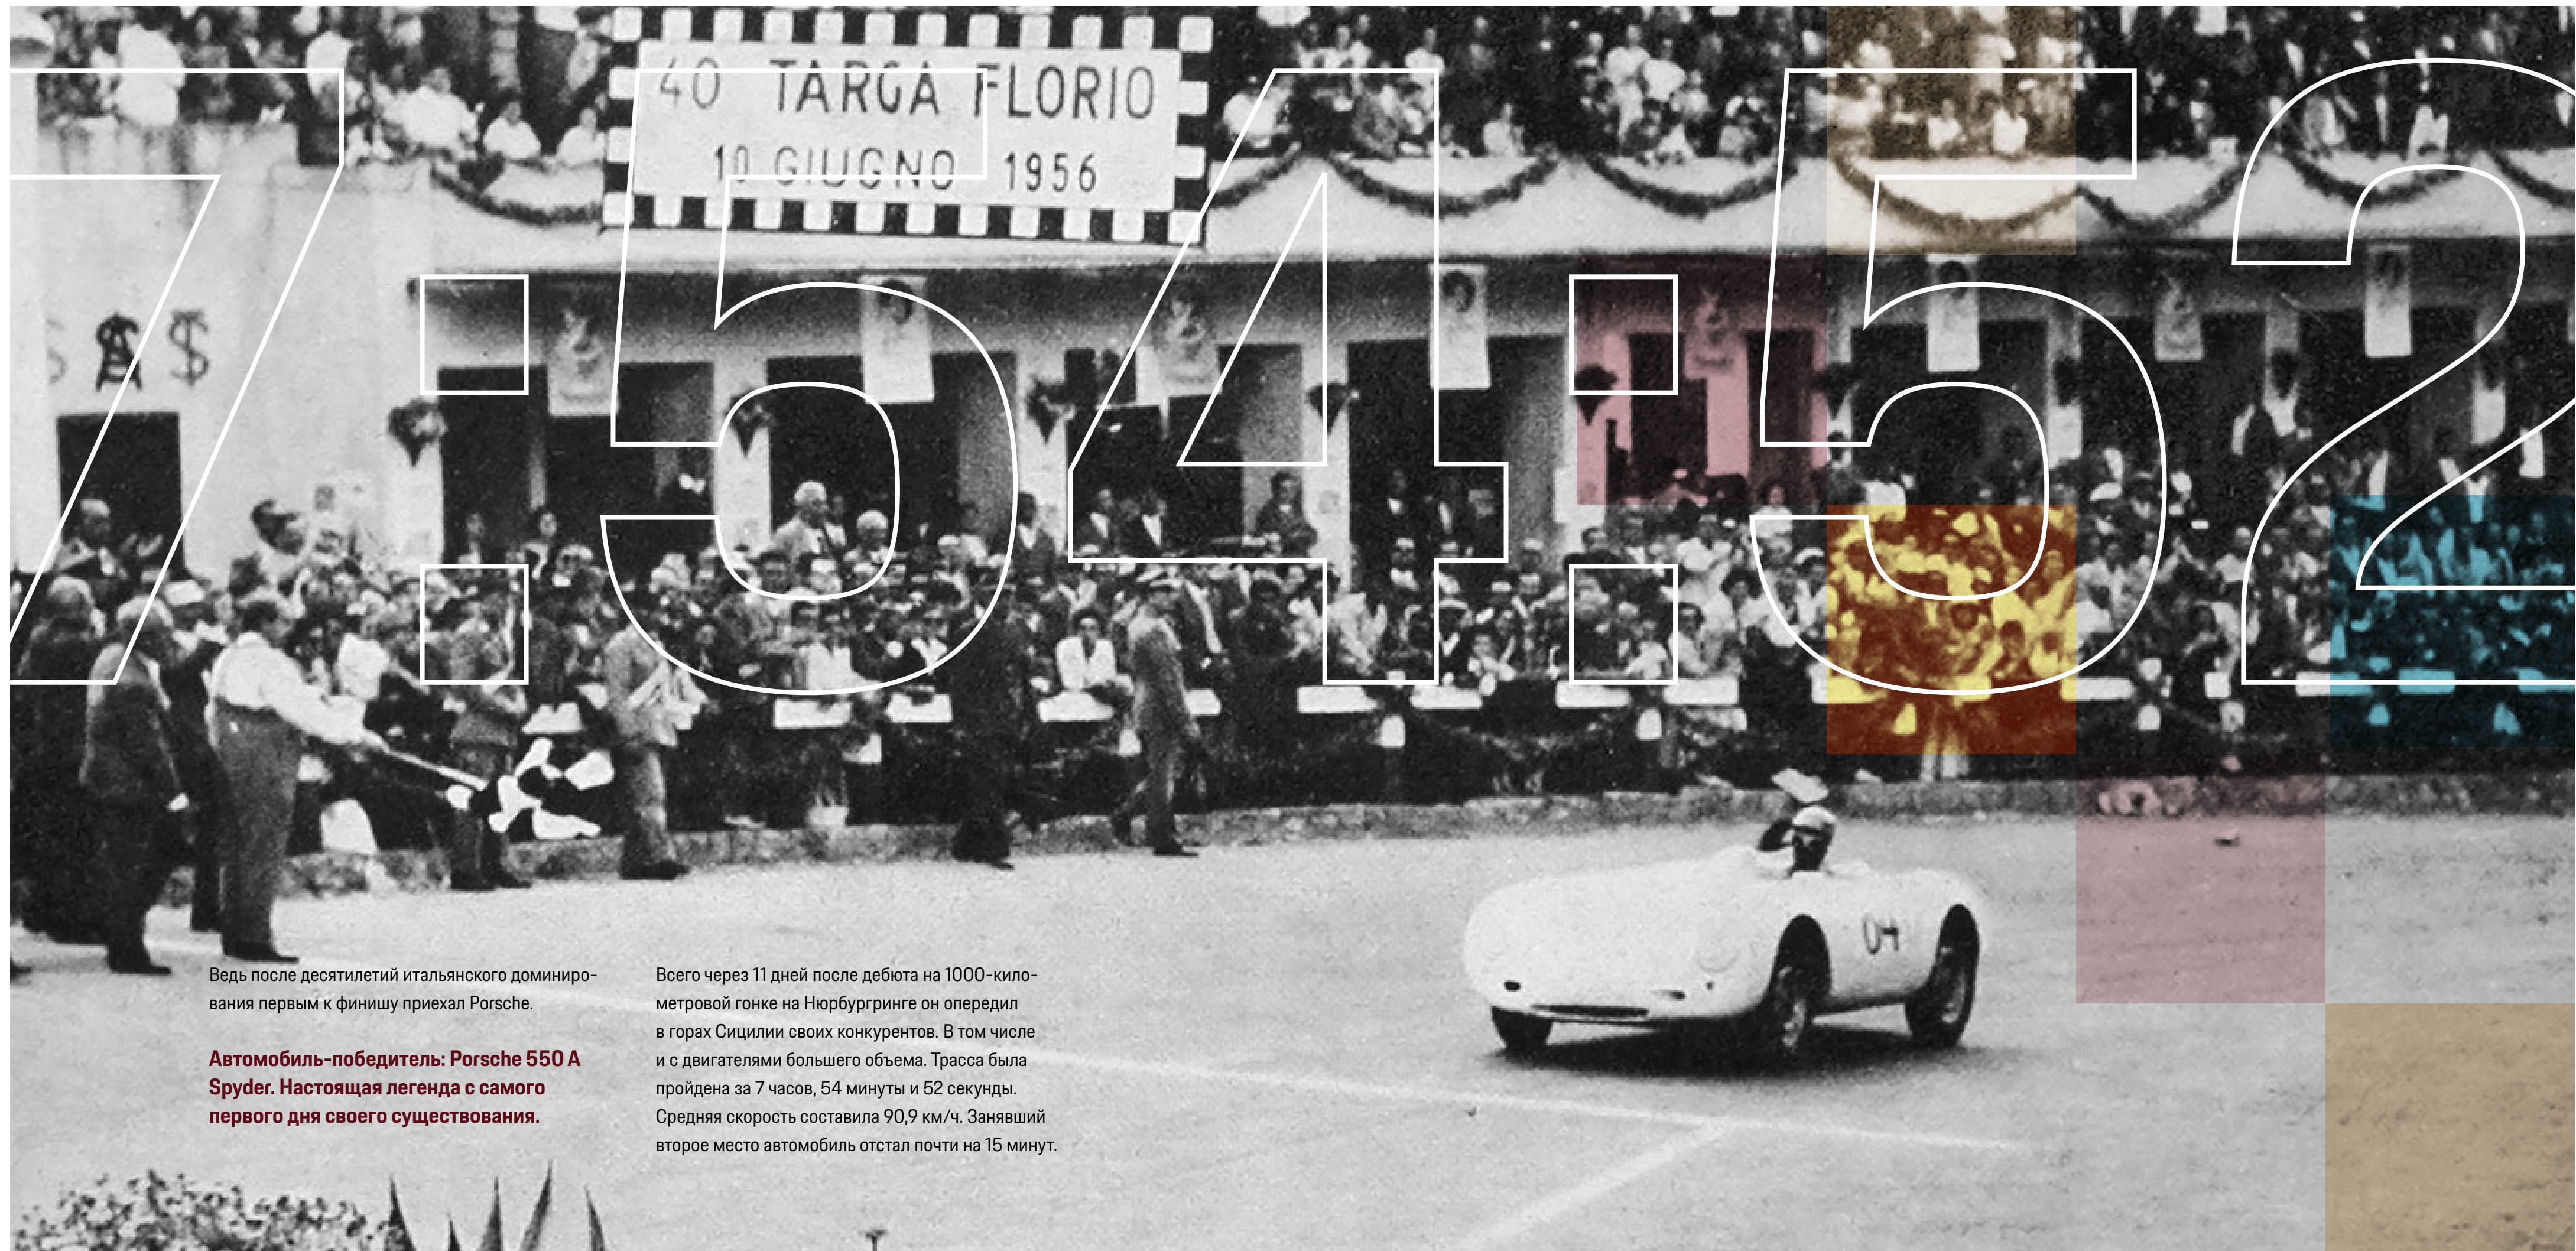 40 TARGA FLORIO
10 GIUGNO 1956
7:54:52
$ A $
04
Ведь после десятилетий итальянского доминиро-
вания первым к финишу приехал Porsche.
Автомобиль-победитель: Porsche 550 A
Spyder. Настоящая легенда с самого
первого дня своего существования.
Всего через 11 дней после дебюта на 1000-кило-
метровой гонке на Нюрбургринге он опередил
в горах Сицилии своих конкурентов. В том числе
и с двигателями большего объема. Трасса была
пройдена за 7 часов, 54 минуты и 52 секунды.
Средняя скорость составила 90,9 км/ч. Занявший
второе место автомобиль отстал почти на 15 минут.